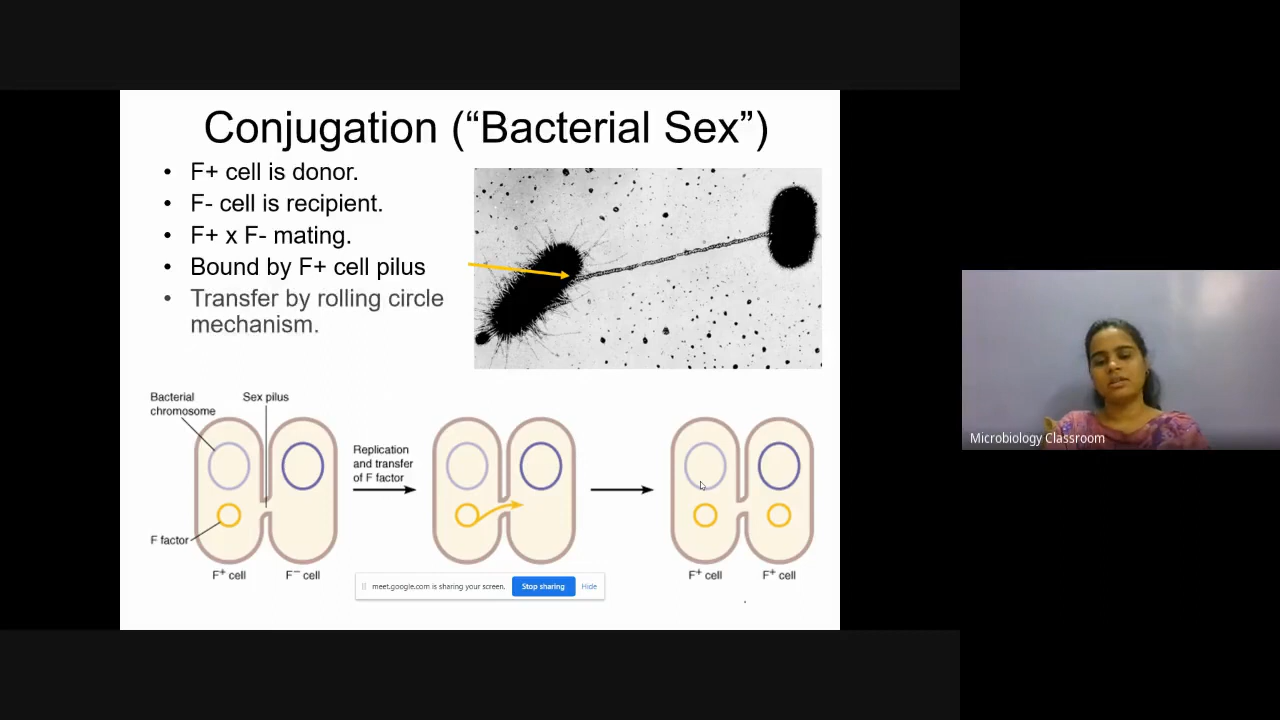 Conjugation (“Bacterial Sex”)
• F+ cell is donor.
• F- cell is recipient.
• F+ x F- mating.
• Bound by F+ cell pilus
• Transfer by rolling circle
mechanism.
Bacterial
chromosome
Sex pilus
Replication
and transfer
of F factor
F factor
F⁺ cell
F⁻ cell
F⁺ cell
F⁺ cell
meet.google.com is sharing your screen.
Stop sharing
Hide
Microbiology Classroom